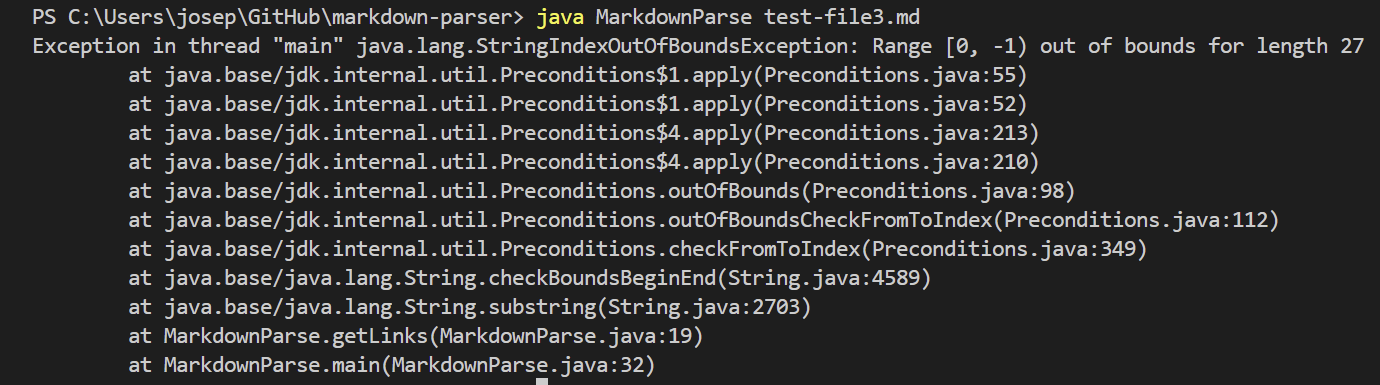 PS C:\Users\josep\GitHub\markdown-parser> java MarkdownParse test-file3.md
Exception in thread "main" java.lang.StringIndexOutOfBoundsException: Range [0, -1) out of bounds for length 27
        at java.base/jdk.internal.util.Preconditions$1.apply(Preconditions.java:55)
        at java.base/jdk.internal.util.Preconditions$1.apply(Preconditions.java:52)
        at java.base/jdk.internal.util.Preconditions$4.apply(Preconditions.java:213)
        at java.base/jdk.internal.util.Preconditions$4.apply(Preconditions.java:210)
        at java.base/jdk.internal.util.Preconditions.outOfBounds(Preconditions.java:98)
        at java.base/jdk.internal.util.Preconditions.outOfBoundsCheckFromToIndex(Preconditions.java:112)
        at java.base/jdk.internal.util.Preconditions.checkFromToIndex(Preconditions.java:349)
        at java.base/java.lang.String.checkBoundsBeginEnd(String.java:4589)
        at java.base/java.lang.String.substring(String.java:2703)
        at MarkdownParse.getLinks(MarkdownParse.java:19)
        at MarkdownParse.main(MarkdownParse.java:32)